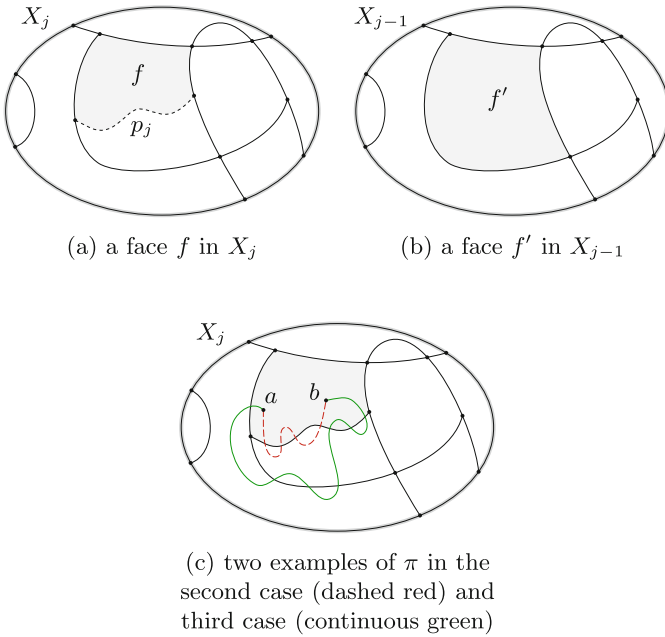 X_j
X_{j−1}
f
p_j
f′
(a) a face f in X_j
(b) a face f′ in X_{j−1}
X_j
a
b
(c) two examples of π in the
second case (dashed red) and
third case (continuous green)